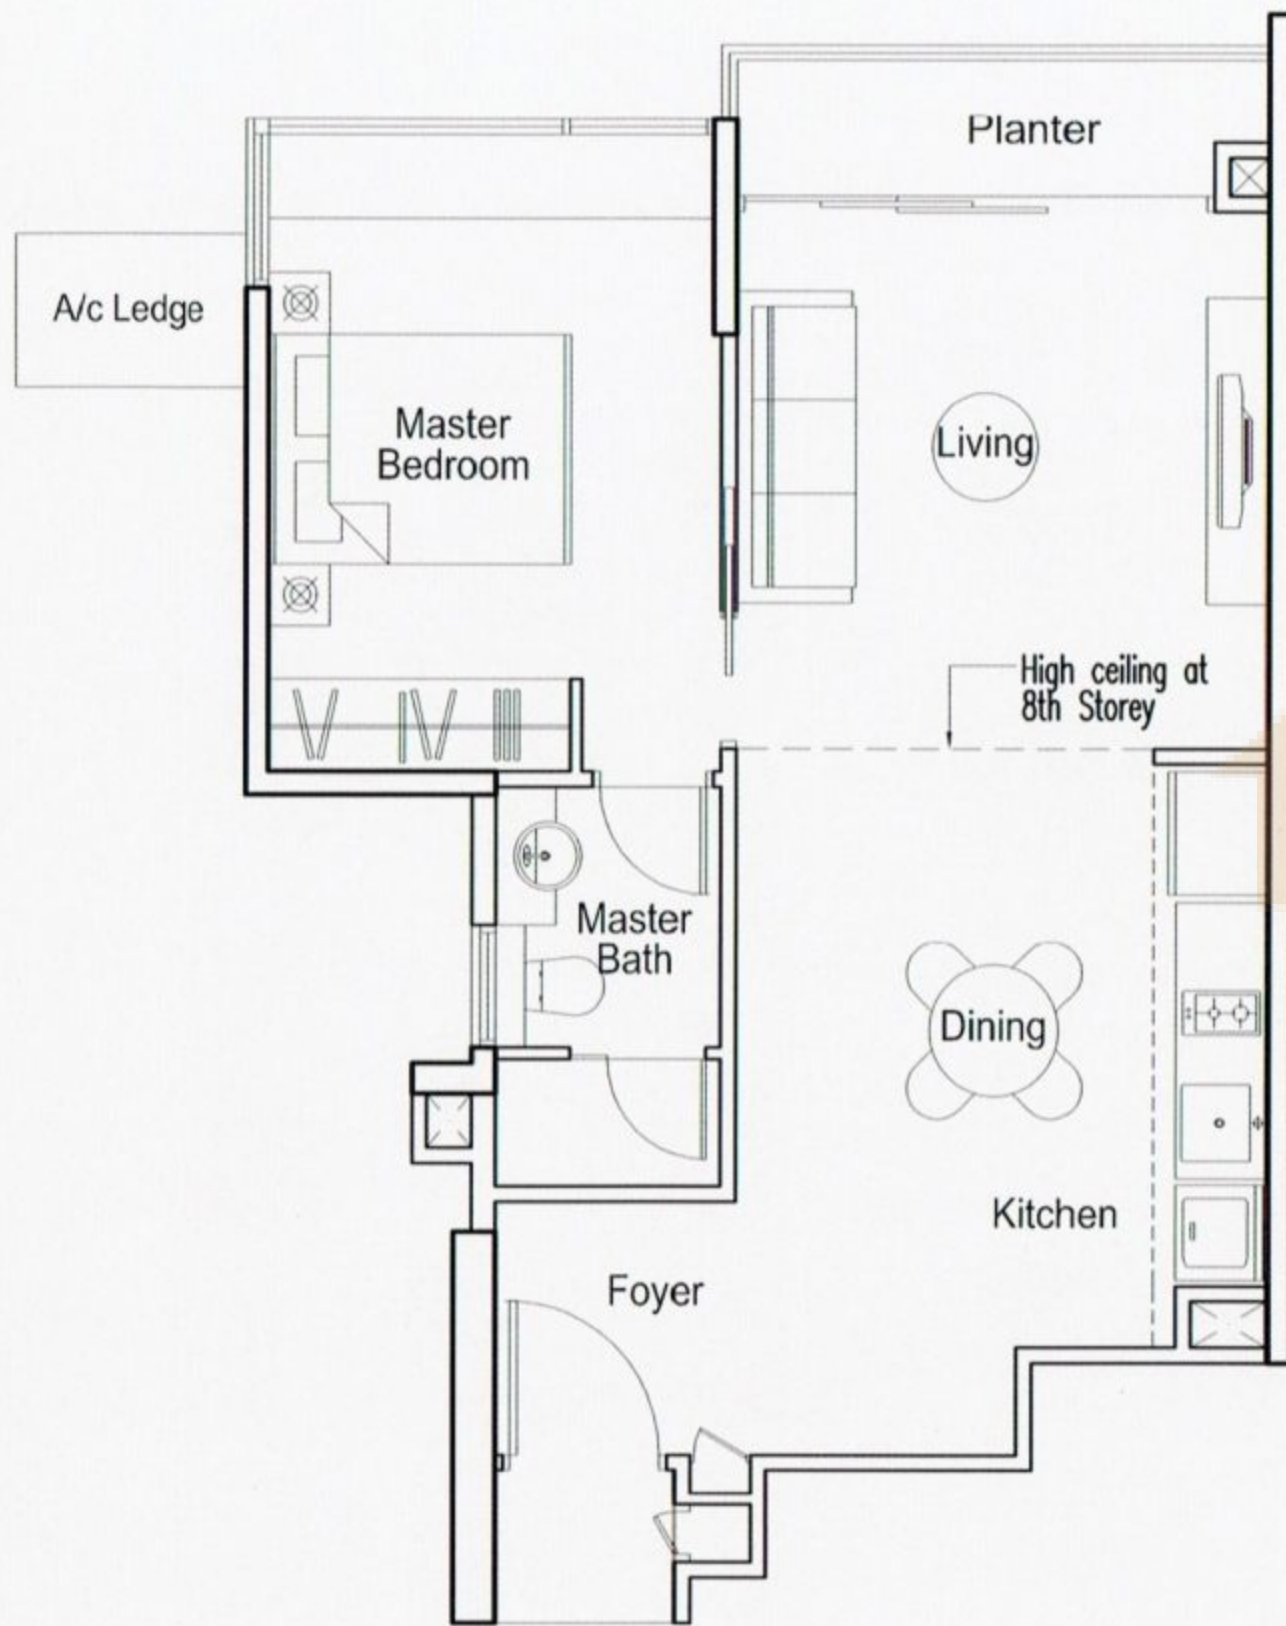 Planter
A/c Ledge
Master
Bedroom
Living
High ceiling at
8th Storey
Master
Bath
Dining
Kitchen
Foyer